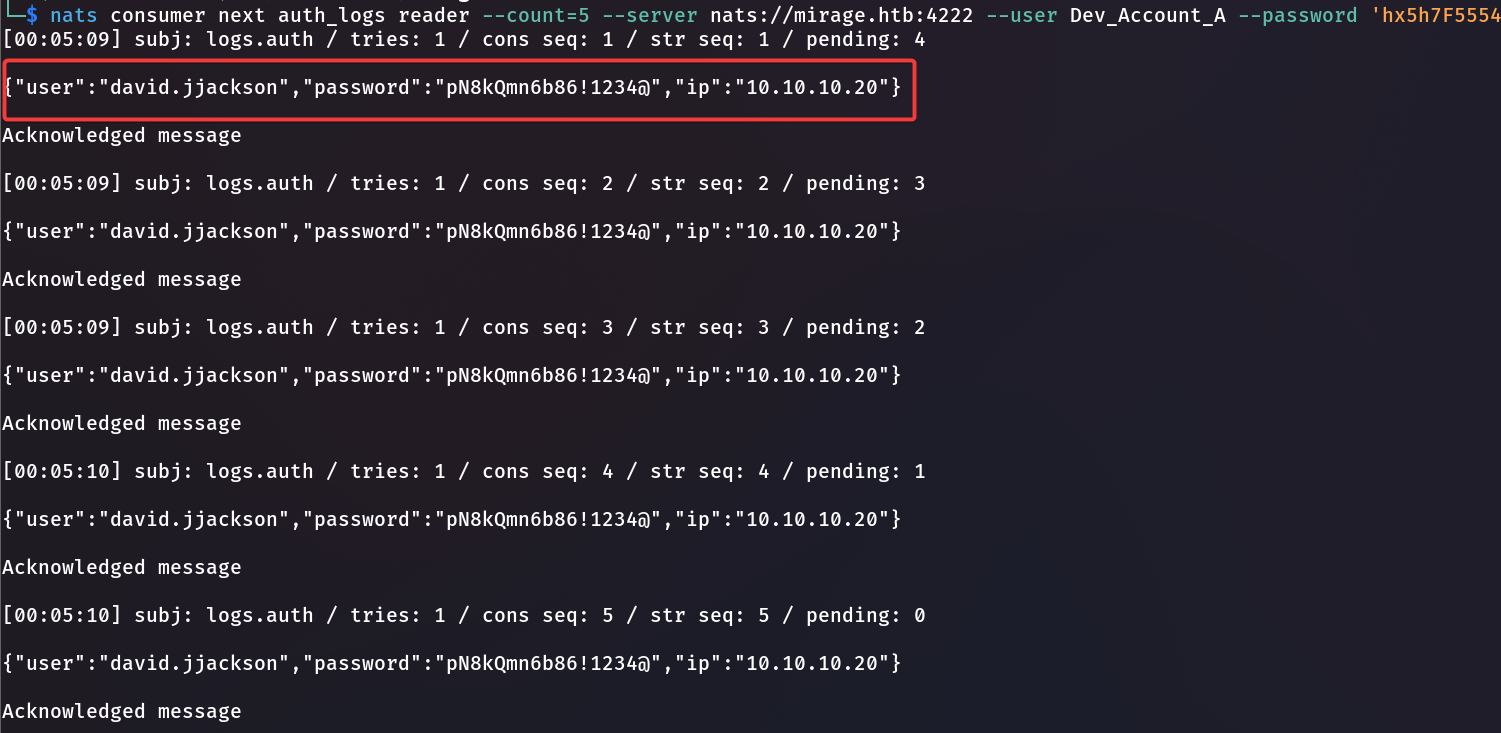 └─$ nats consumer next auth_logs reader --count=5 --server nats://mirage.htb:4222 --user Dev_Account_A --password 'hx5h7F5554
[00:05:09] subj: logs.auth / tries: 1 / cons seq: 1 / str seq: 1 / pending: 4
{"user":"david.jjackson","password":"pN8kQmn6b86!1234@","ip":"10.10.10.20"}
Acknowledged message
[00:05:09] subj: logs.auth / tries: 1 / cons seq: 2 / str seq: 2 / pending: 3
{"user":"david.jjackson","password":"pN8kQmn6b86!1234@","ip":"10.10.10.20"}
Acknowledged message
[00:05:09] subj: logs.auth / tries: 1 / cons seq: 3 / str seq: 3 / pending: 2
{"user":"david.jjackson","password":"pN8kQmn6b86!1234@","ip":"10.10.10.20"}
Acknowledged message
[00:05:10] subj: logs.auth / tries: 1 / cons seq: 4 / str seq: 4 / pending: 1
{"user":"david.jjackson","password":"pN8kQmn6b86!1234@","ip":"10.10.10.20"}
Acknowledged message
[00:05:10] subj: logs.auth / tries: 1 / cons seq: 5 / str seq: 5 / pending: 0
{"user":"david.jjackson","password":"pN8kQmn6b86!1234@","ip":"10.10.10.20"}
Acknowledged message